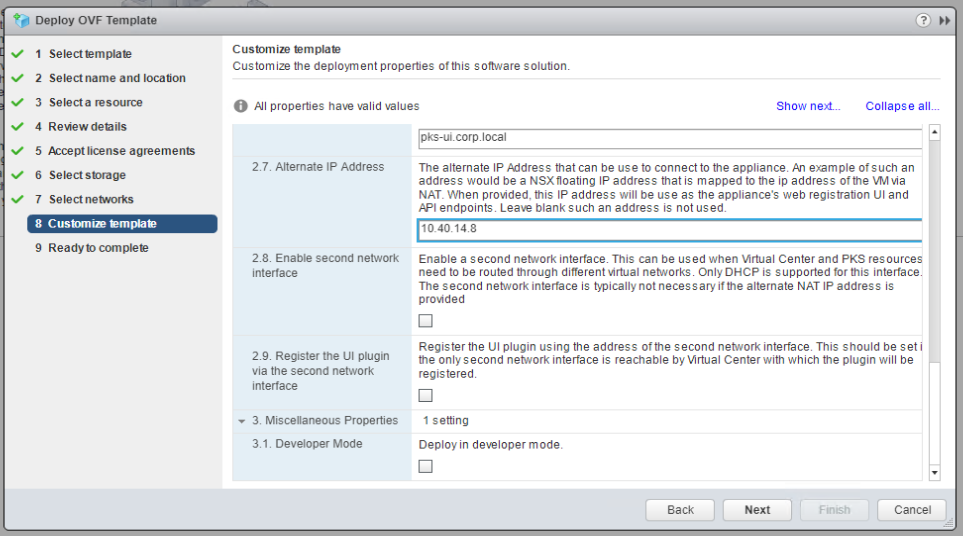 Deploy OVF Template
1 Select template
2 Select name and location
3 Select a resource
4 Review details
5 Accept license agreements
6 Select storage
7 Select networks
8 Customize template
9 Ready to complete
Customize template
Customize the deployment properties of this software solution.
All properties have valid values
Show next...
Collapse all...
pks-ui.corp.local
2.7. Alternate IP Address
The alternate IP Address that can be use to connect to the appliance. An example of such an
address would be a NSX floating IP address that is mapped to the ip address of the VM via
NAT. When provided, this IP address will be use as the appliance's web registration UI and
API endpoints. Leave blank such an address is not used.
10.40.14.8
2.8. Enable second network
interface
Enable a second network interface. This can be used when Virtual Center and PKS resources
need to be routed through different virtual networks. Only DHCP is supported for this interface.
The second network interface is typically not necessary if the alternate NAT IP address is
provided
2.9. Register the UI plugin
via the second network
interface
Register the UI plugin using the address of the second network interface. This should be set i
the only second network interface is reachable by Virtual Center with which the plugin will be
registered.
3. Miscellaneous Properties
1 setting
3.1. Developer Mode
Deploy in developer mode.
Back
Next
Finish
Cancel